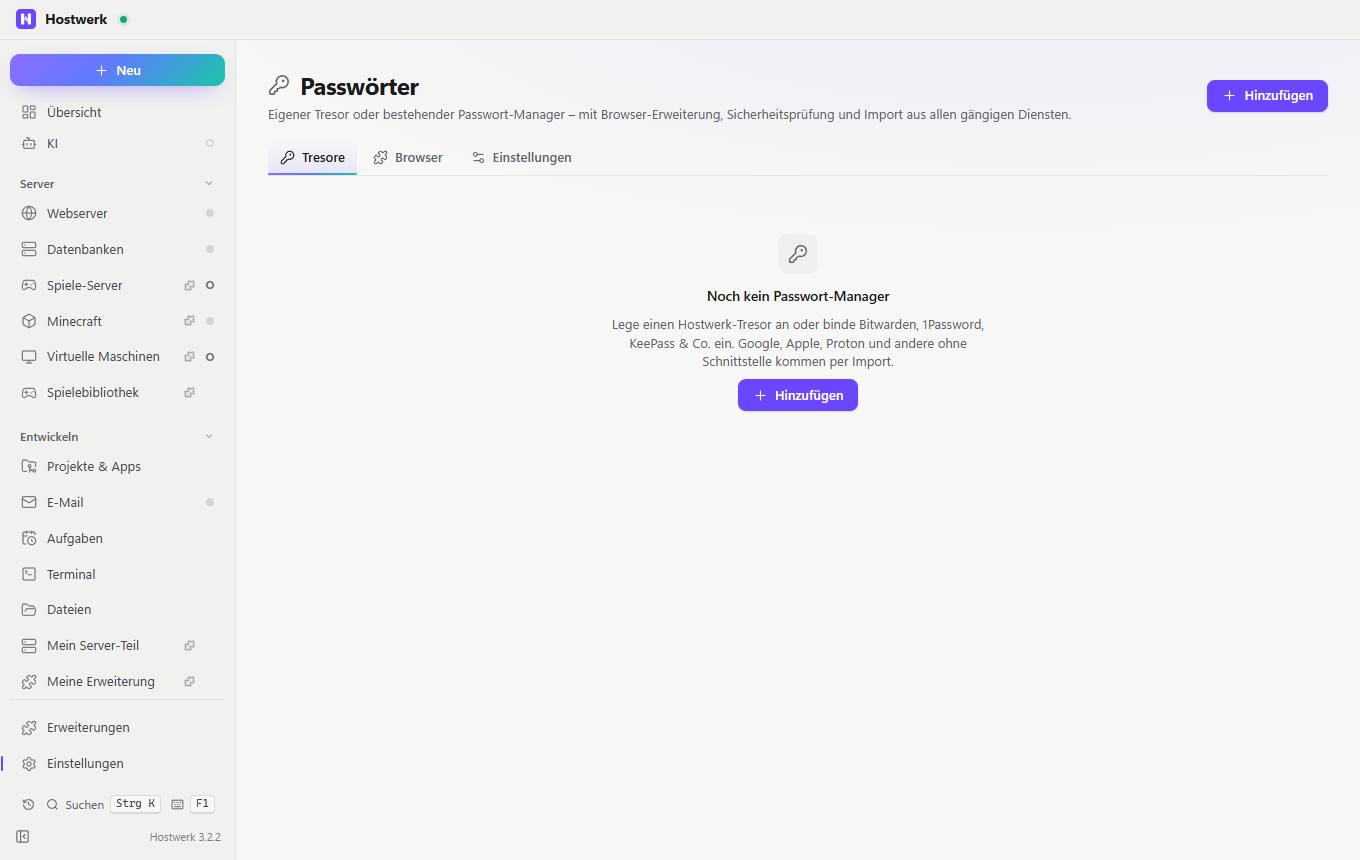 Hostwerk
Neu
Übersicht
KI
Server
Webserver
Datenbanken
Spiele-Server
Minecraft
Virtuelle Maschinen
Spielebibliothek
Entwickeln
Projekte & Apps
E-Mail
Aufgaben
Terminal
Dateien
Mein Server-Teil
Meine Erweiterung
Erweiterungen
Einstellungen
Suchen Strg K F1
Hostwerk 3.2.2
Passwörter
Eigener Tresor oder bestehender Passwort-Manager – mit Browser-Erweiterung, Sicherheitsprüfung und Import aus allen gängigen Diensten.
Hinzufügen
Tresore Browser Einstellungen
Noch kein Passwort-Manager
Lege einen Hostwerk-Tresor an oder binde Bitwarden, 1Password,
KeePass & Co. ein. Google, Apple, Proton und andere ohne
Schnittstelle kommen per Import.
Hinzufügen